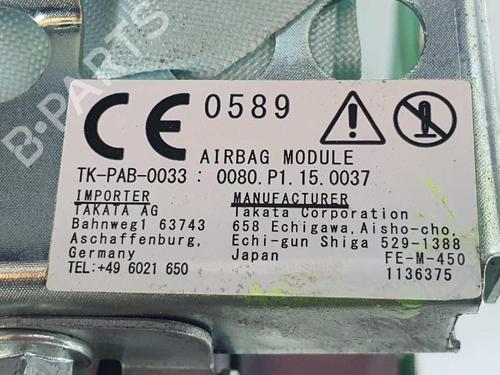 B-PARTS
CE 0589
AIRBAG MODULE
TK-PAB-0033 : 0080.P1.15.0037
IMPORTER
TAKATA AG
Bahnweg1 63743
Aschaffenburg,
Germany
TEL:+49 6021 650
MANUFACTURER
Takata Corporation
658 Echigawa,Aisho-cho,
Echi-gun Shiga 529-1388
Japan
FE-M-450
1136375